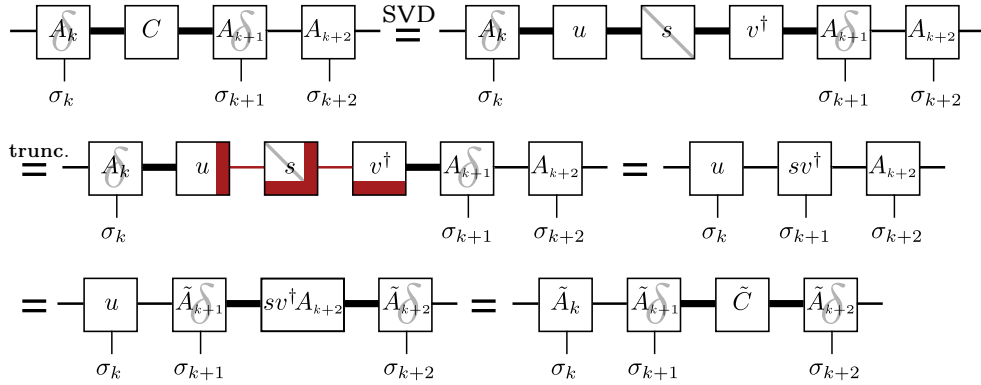 A_k δ C A_{k+1} δ A_{k+2} SVD = A_k δ u s v† A_{k+1} δ A_{k+2}
σ_k σ_{k+1} σ_{k+2} σ_k σ_{k+1} σ_{k+2}
trunc. = A_k δ u s v† A_{k+1} δ A_{k+2} = u sv† A_{k+2}
σ_k σ_{k+1} σ_{k+2} σ_k σ_{k+1} σ_{k+2}
= u Ã_{k+1} δ sv†A_{k+2} Ã_{k+2} δ = Ã_k Ã_{k+1} δ C̃ Ã_{k+2} δ
σ_k σ_{k+1} σ_{k+2} σ_k σ_{k+1} σ_{k+2}